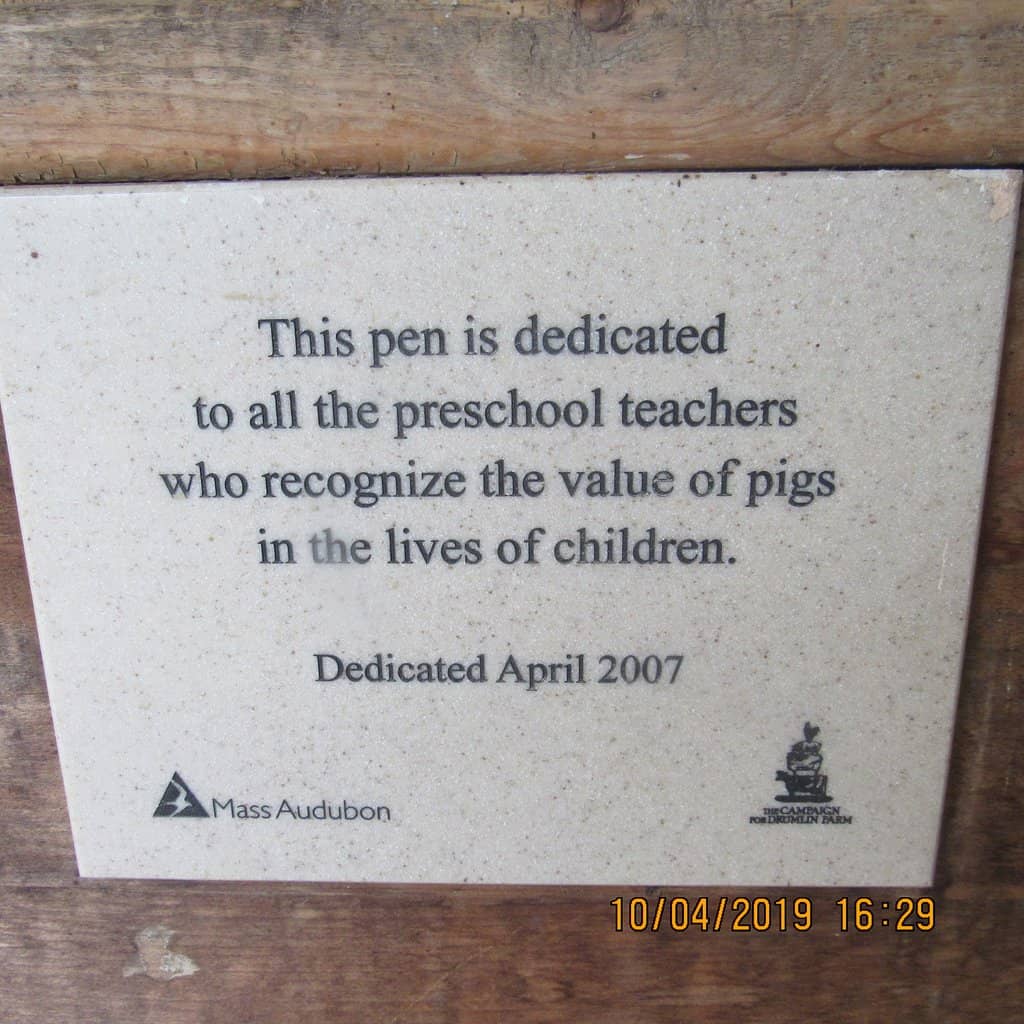 This pen is dedicated
to all the preschool teachers
who recognize the value of pigs
in the lives of children.
Dedicated April 2007
Mass Audubon
THE CAMPAIGN
FOR DRUMLIN FARM
10/04/2019 16:29